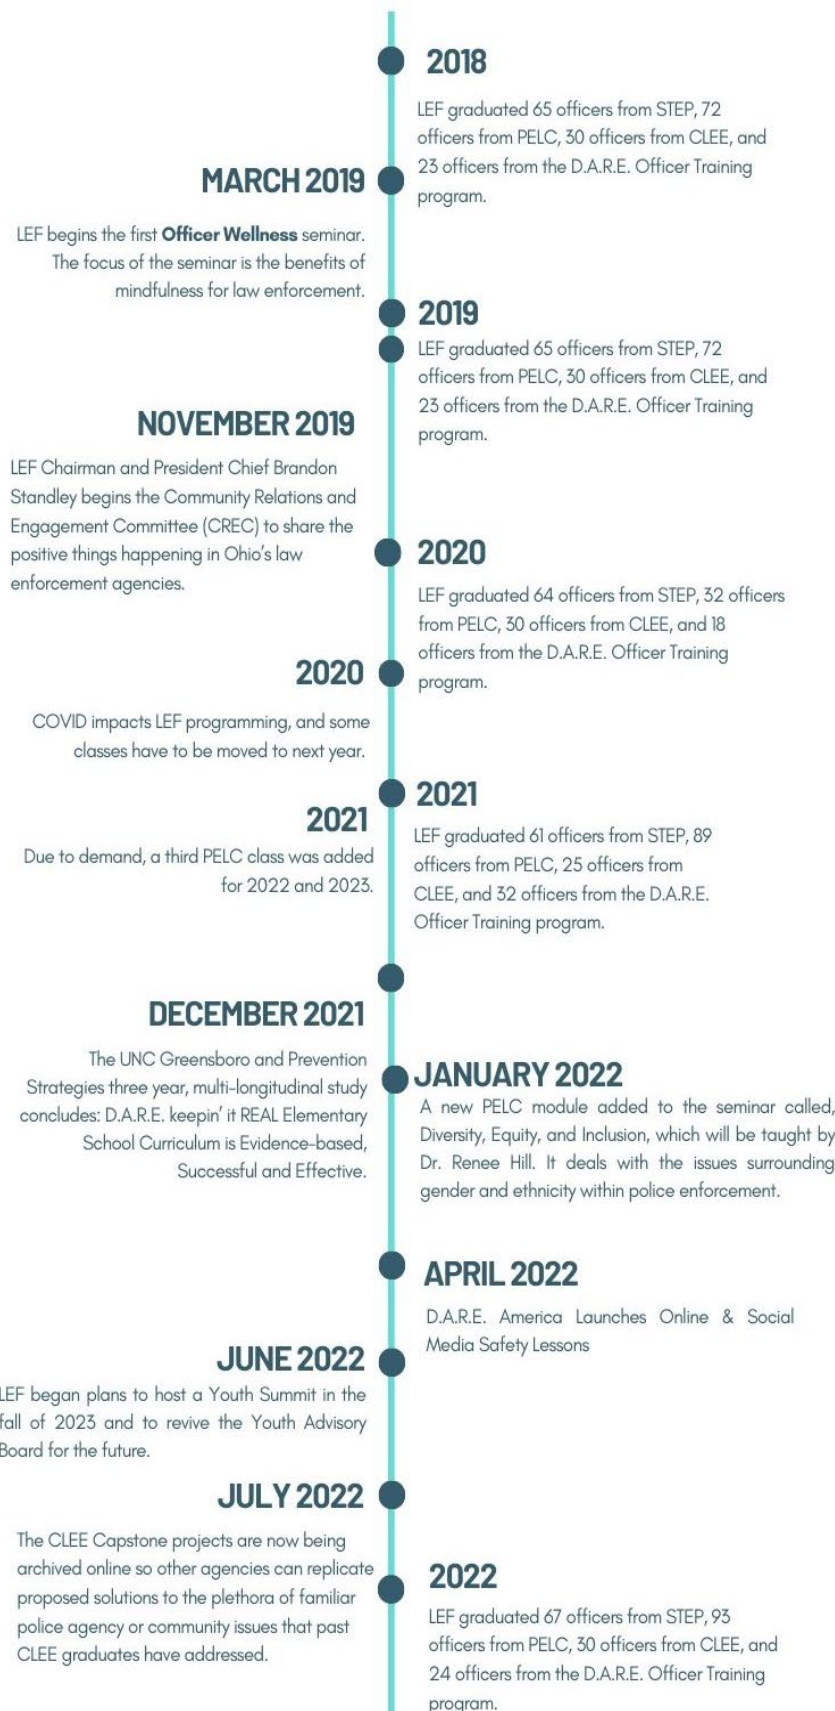 2018
LEF graduated 65 officers from STEP, 72
officers from PELC, 30 officers from CLEE, and
23 officers from the D.A.R.E. Officer Training
program.
MARCH 2019
LEF begins the first Officer Wellness seminar.
The focus of the seminar is the benefits of
mindfulness for law enforcement.
2019
LEF graduated 65 officers from STEP, 72
officers from PELC, 30 officers from CLEE, and
23 officers from the D.A.R.E. Officer Training
program.
NOVEMBER 2019
LEF Chairman and President Chief Brandon
Standley begins the Community Relations and
Engagement Committee (CREC) to share the
positive things happening in Ohio's law
enforcement agencies.
2020
LEF graduated 64 officers from STEP, 32 officers
from PELC, 30 officers from CLEE, and 18
officers from the D.A.R.E. Officer Training
program.
2020
COVID impacts LEF programming, and some
classes have to be moved to next year.
2021
LEF graduated 61 officers from STEP, 89
officers from PELC, 25 officers from
CLEE, and 32 officers from the D.A.R.E.
Officer Training program.
2021
Due to demand, a third PELC class was added
for 2022 and 2023.
DECEMBER 2021
The UNC Greensboro and Prevention
Strategies three year, multi-longitudinal study
concludes: D.A.R.E. keepin' it REAL Elementary
School Curriculum is Evidence-based,
Successful and Effective.
JANUARY 2022
A new PELC module added to the seminar called,
Diversity, Equity, and Inclusion, which will be taught by
Dr. Renee Hill. It deals with the issues surrounding
gender and ethnicity within police enforcement.
APRIL 2022
D.A.R.E. America Launches Online & Social
Media Safety Lessons
JUNE 2022
LEF began plans to host a Youth Summit in the
fall of 2023 and to revive the Youth Advisory
Board for the future.
JULY 2022
The CLEE Capstone projects are now being
archived online so other agencies can replicate
proposed solutions to the plethora of familiar
police agency or community issues that past
CLEE graduates have addressed.
2022
LEF graduated 67 officers from STEP, 93
officers from PELC, 30 officers from CLEE, and
24 officers from the D.A.R.E. Officer Training
program.